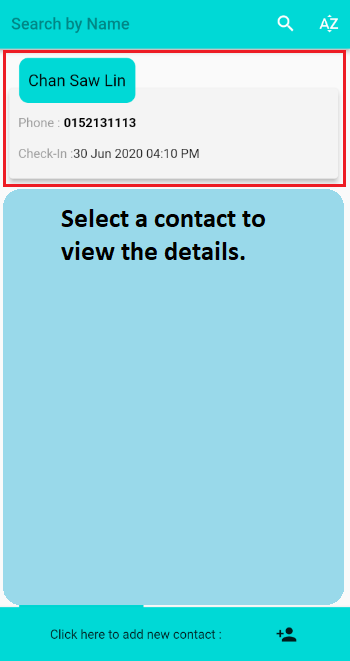 Search by Name AZ
Chan Saw Lin
Phone : 0152131113
Check-In :30 Jun 2020 04:10 PM
Select a contact to
view the details.
Click here to add new contact :